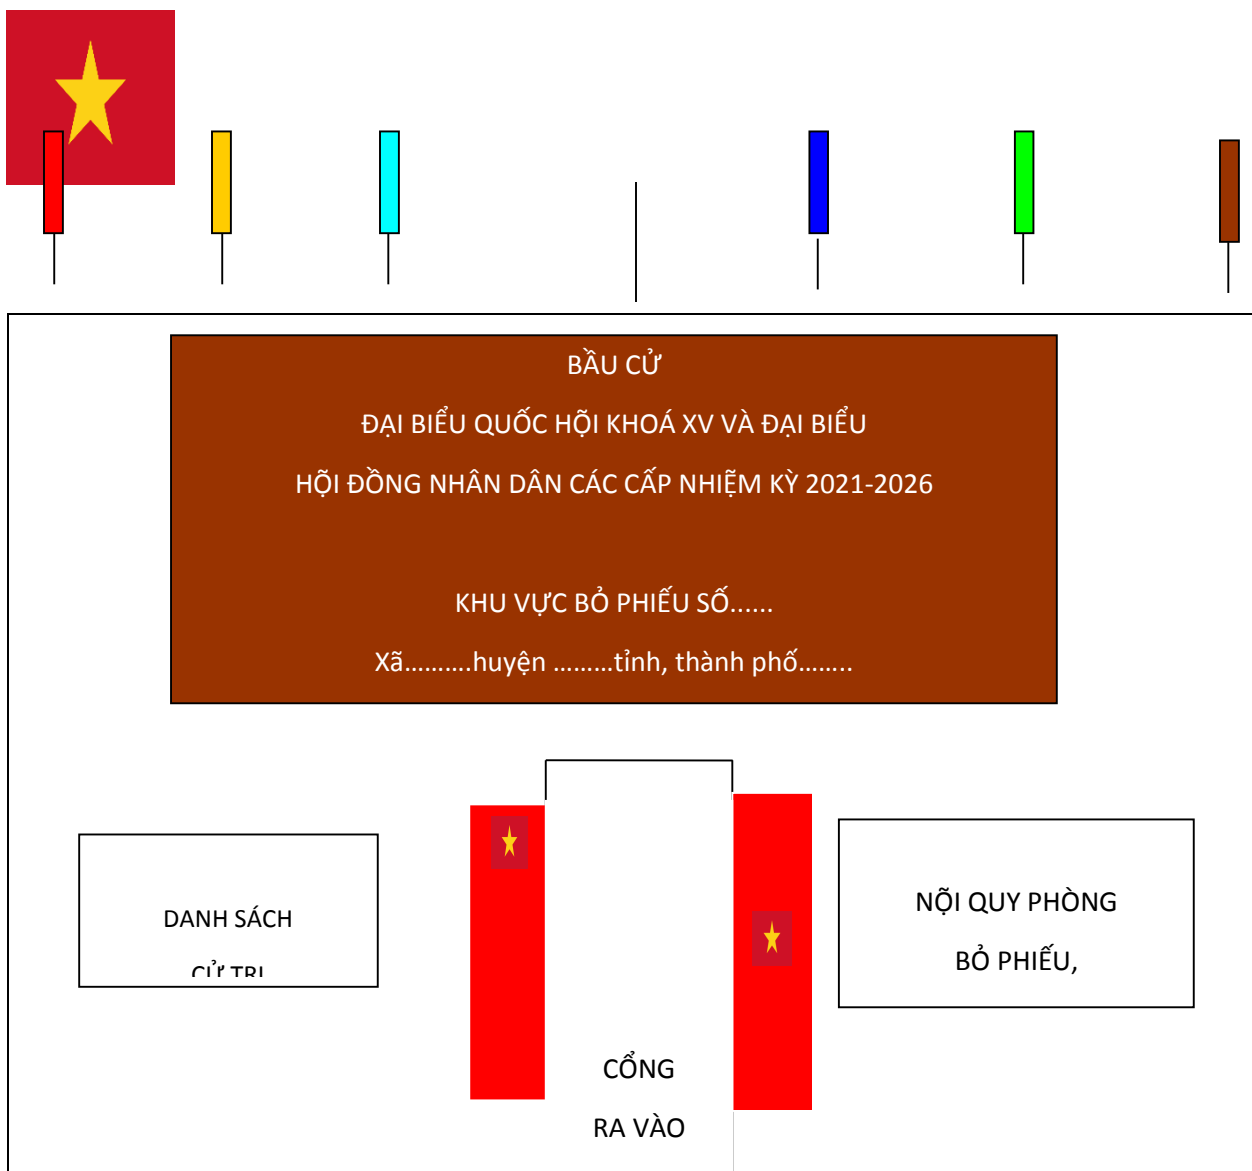 BẦU CỬ
ĐẠI BIỂU QUỐC HỘI KHOÁ XV VÀ ĐẠI BIỂU
HỘI ĐỒNG NHÂN DÂN CÁC CẤP NHIỆM KỲ 2021-2026
KHU VỰC BỎ PHIẾU SỐ......
Xã..........huyện .........tỉnh, thành phố........
DANH SÁCH
CỬ TRI
NỘI QUY PHÒNG
BỎ PHIẾU,
CỔNG
RA VÀO